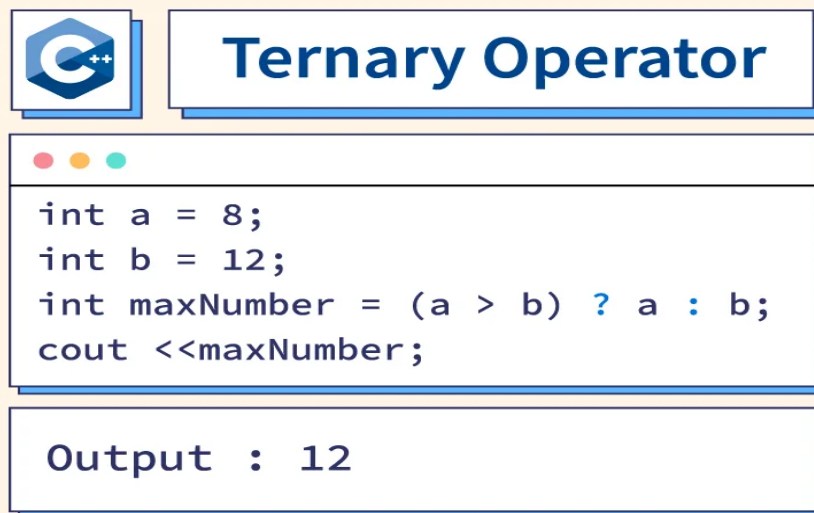 C++
Ternary Operator
int a = 8;
int b = 12;
int maxNumber = (a > b) ? a : b;
cout <<maxNumber;
Output : 12